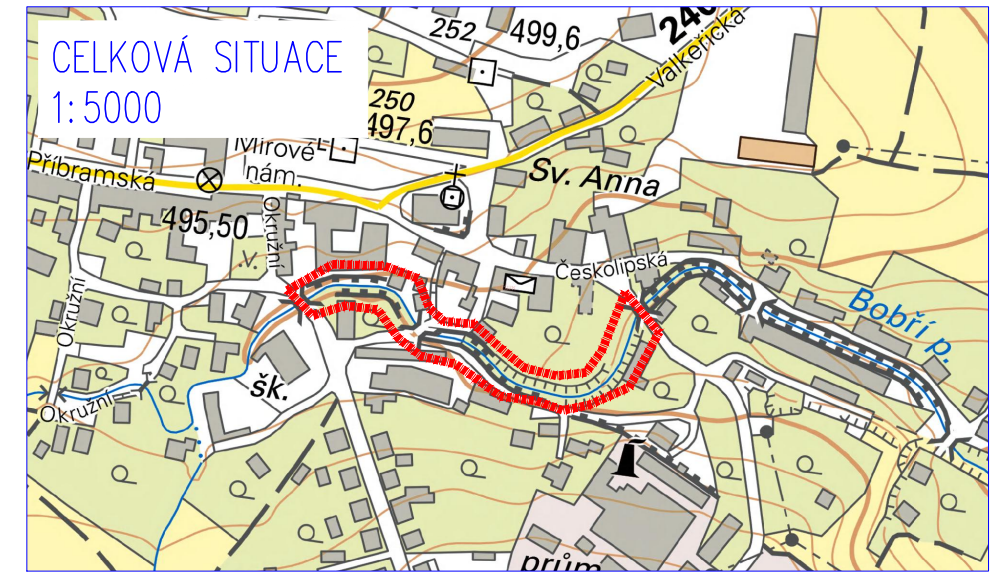 CELKOVÁ SITUACE
1:5000
252
499,6
240
Valkeřická
250
497,6
Mírové
nám.
Příbramská
Sv. Anna
Okružní
495,50
v.
Českolipská
Okružní
Bobří p.
šk.
Okružní
prům